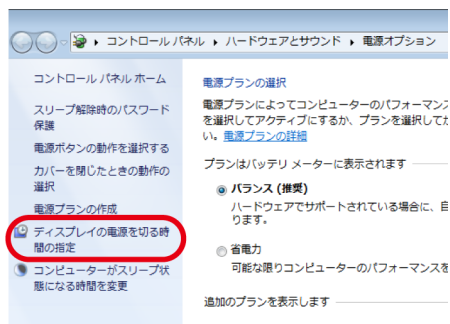 コントロール パネル ▸ ハードウェアとサウンド ▸ 電源オプション
コントロール パネル ホーム
スリープ解除時のパスワード
保護
電源ボタンの動作を選択する
カバーを閉じたときの動作の
選択
電源プランの作成
ディスプレイの電源を切る時
間の指定
コンピューターがスリープ状
態になる時間を変更
電源プランの選択
電源プランによってコンピューターのパフォーマンス
を選択してアクティブにするか、プランを選択してカ
い。電源プランの詳細
プランはバッテリ メーターに表示されます
バランス (推奨)
ハードウェアでサポートされている場合に、自
ります。
省電力
可能な限りコンピューターのパフォーマンスを
追加のプランを表示します